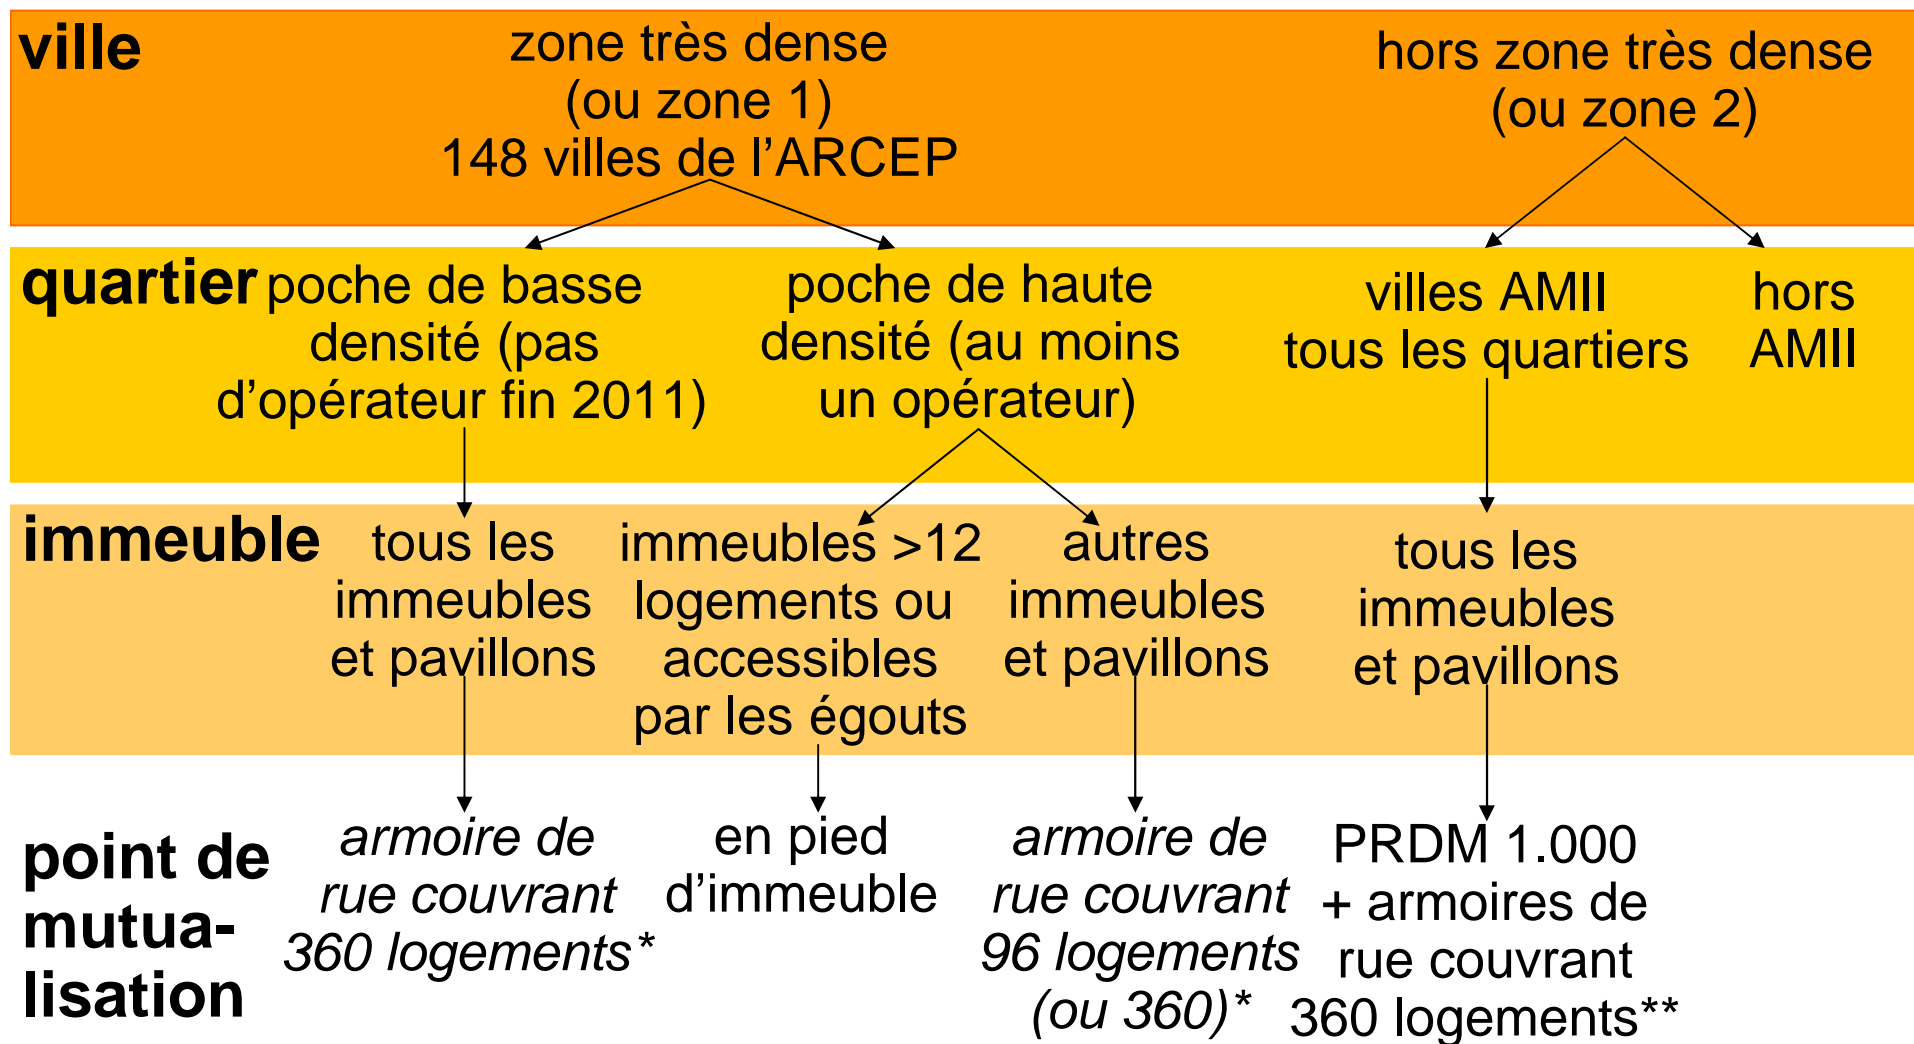 ville
zone très dense
(ou zone 1)
148 villes de l’ARCEP
hors zone très dense
(ou zone 2)
quartier
poche de basse
densité (pas
d’opérateur fin 2011)
poche de haute
densité (au moins
un opérateur)
villes AMII
tous les quartiers
hors
AMII
immeuble
tous les
immeubles
et pavillons
immeubles >12
logements ou
accessibles
par les égouts
autres
immeubles
et pavillons
tous les
immeubles
et pavillons
point de
mutua-
lisation
armoire de
rue couvrant
360 logements*
en pied
d’immeuble
armoire de
rue couvrant
96 logements
(ou 360)*
PRDM 1.000
+ armoires de
rue couvrant
360 logements**